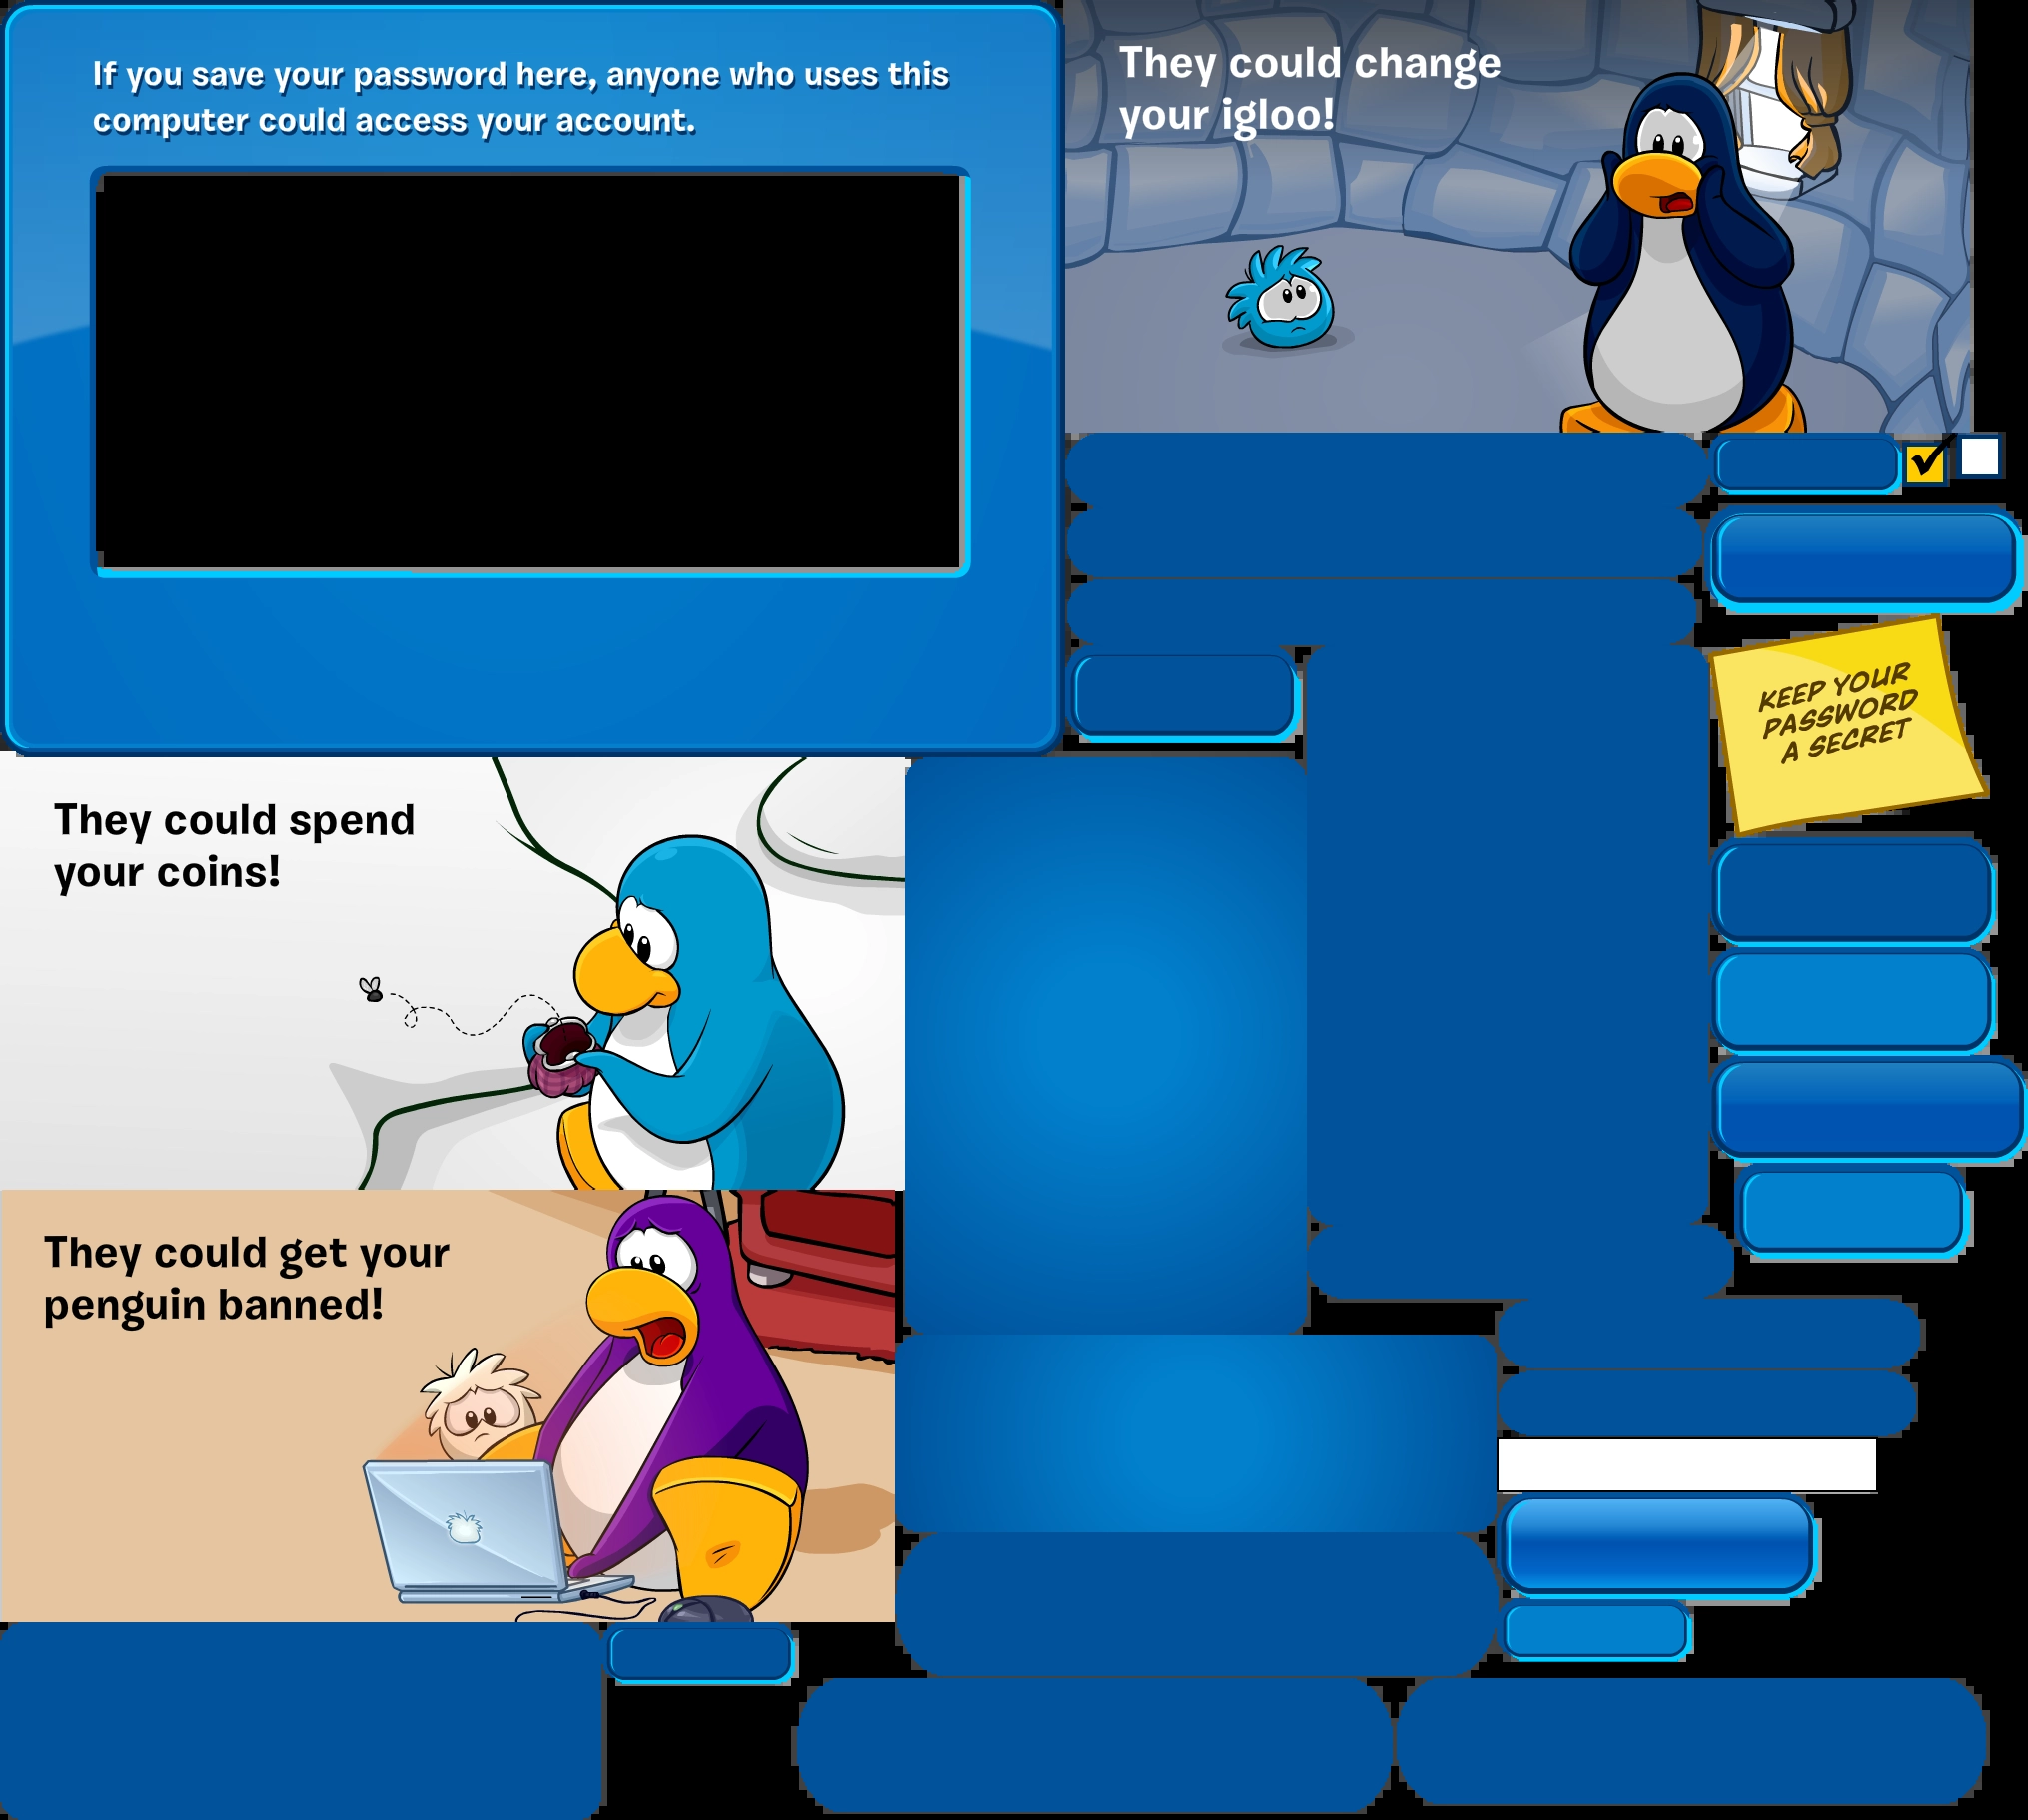 If you save your password here, anyone who uses this
computer could access your account.
They could change
your igloo!
KEEP YOUR
PASSWORD
A SECRET
They could spend
your coins!
They could get your
penguin banned!